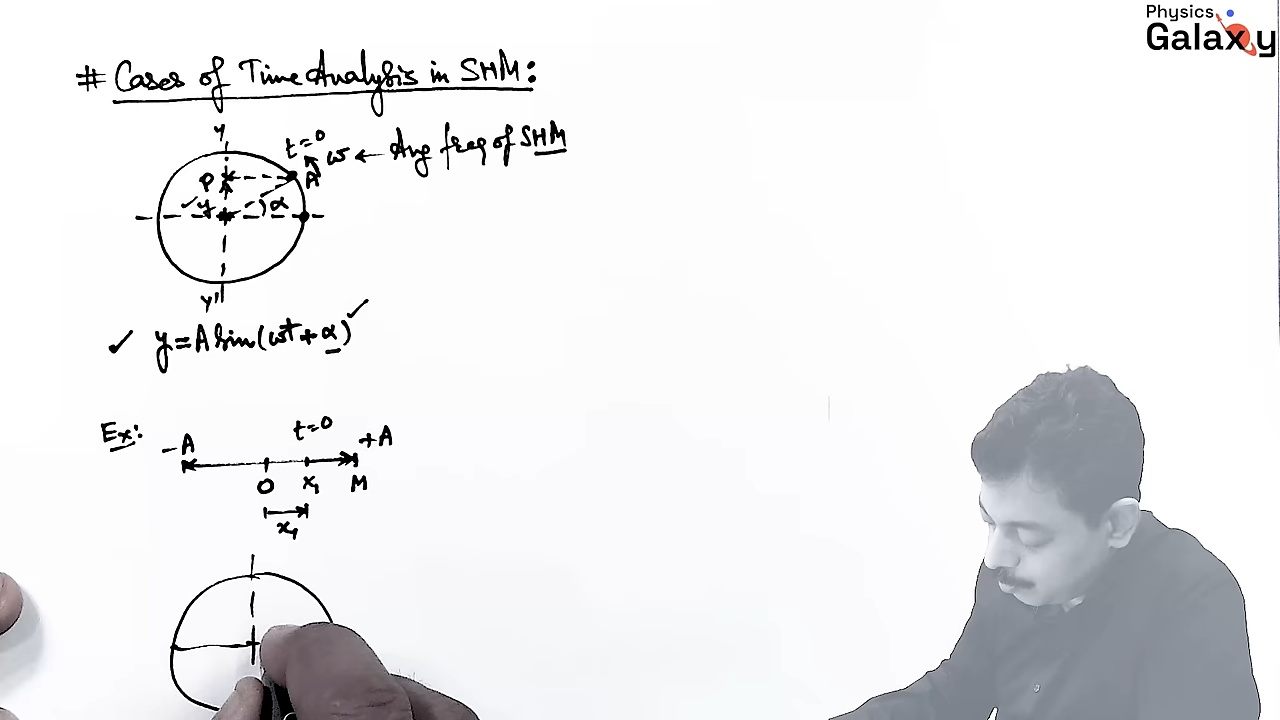 Physics
Galaxy
# Cases of Time Analysis in SHM:
y
t=0
ω ← Ang freq of SHM
P
A
y
α
y'
✓ y=A sin(ωt+α) ✓
Ex:
-A
t=0
+A
O
x₁
M
x₁